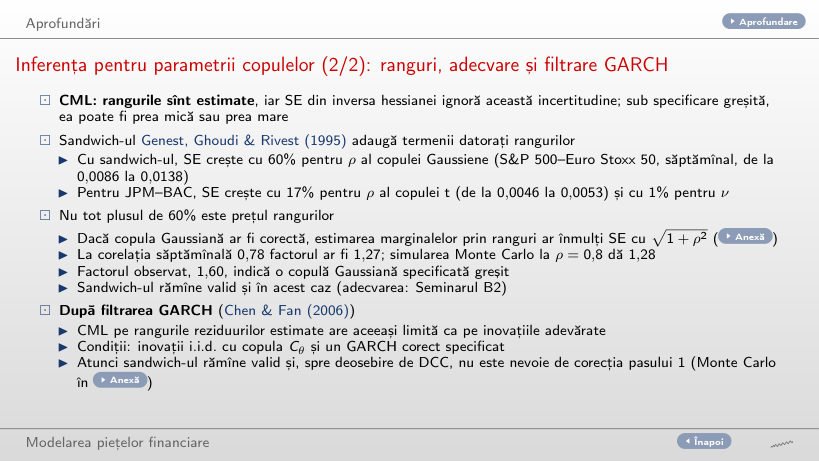 Aprofundări
Aprofundare
Inferența pentru parametrii copulelor (2/2): ranguri, adecvare și filtrare GARCH
CML: rangurile sînt estimate, iar SE din inversa hessianei ignoră această incertitudine; sub specificare greșită,
ea poate fi prea mică sau prea mare
Sandwich-ul Genest, Ghoudi & Rivest (1995) adaugă termenii datorați rangurilor
Cu sandwich-ul, SE crește cu 60% pentru ρ al copulei Gaussiene (S&P 500–Euro Stoxx 50, săptămînal, de la
0,0086 la 0,0138)
Pentru JPM–BAC, SE crește cu 17% pentru ρ al copulei t (de la 0,0046 la 0,0053) și cu 1% pentru ν
Nu tot plusul de 60% este prețul rangurilor
Dacă copula Gaussiană ar fi corectă, estimarea marginalelor prin ranguri ar înmulți SE cu √(1 + ρ²) (Anexă)
La corelația săptămînală 0,78 factorul ar fi 1,27; simularea Monte Carlo la ρ = 0,8 dă 1,28
Factorul observat, 1,60, indică o copulă Gaussiană specificată greșit
Sandwich-ul rămîne valid și în acest caz (adecvarea: Seminarul B2)
După filtrarea GARCH (Chen & Fan (2006))
CML pe rangurile reziduurilor estimate are aceeași limită ca pe inovațiile adevărate
Condiții: inovații i.i.d. cu copula Cθ și un GARCH corect specificat
Atunci sandwich-ul rămîne valid și, spre deosebire de DCC, nu este nevoie de corecția pasului 1 (Monte Carlo
în Anexă)
Modelarea piețelor financiare
Înapoi